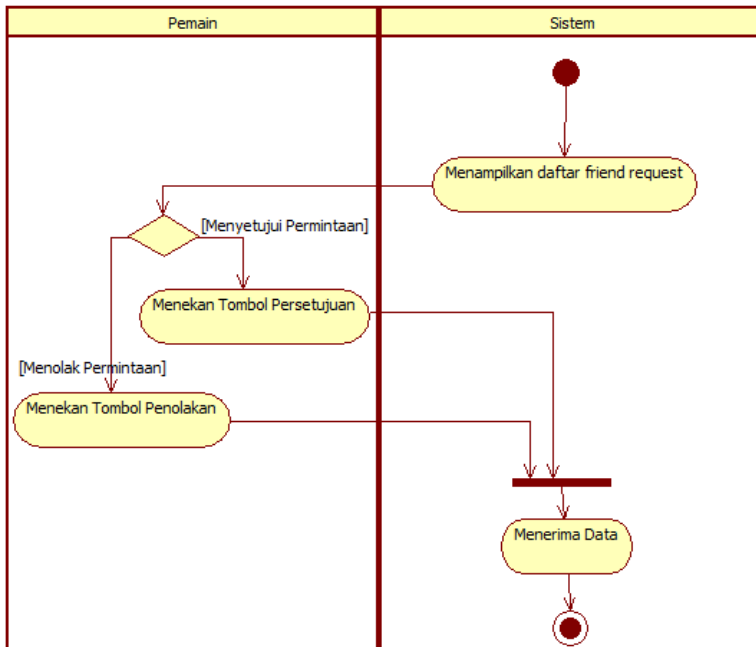 Pemain
Sistem
Menampilkan daftar friend request
[Menyetujui Permintaan]
Menekan Tombol Persetujuan
[Menolak Permintaan]
Menekan Tombol Penolakan
Menerima Data